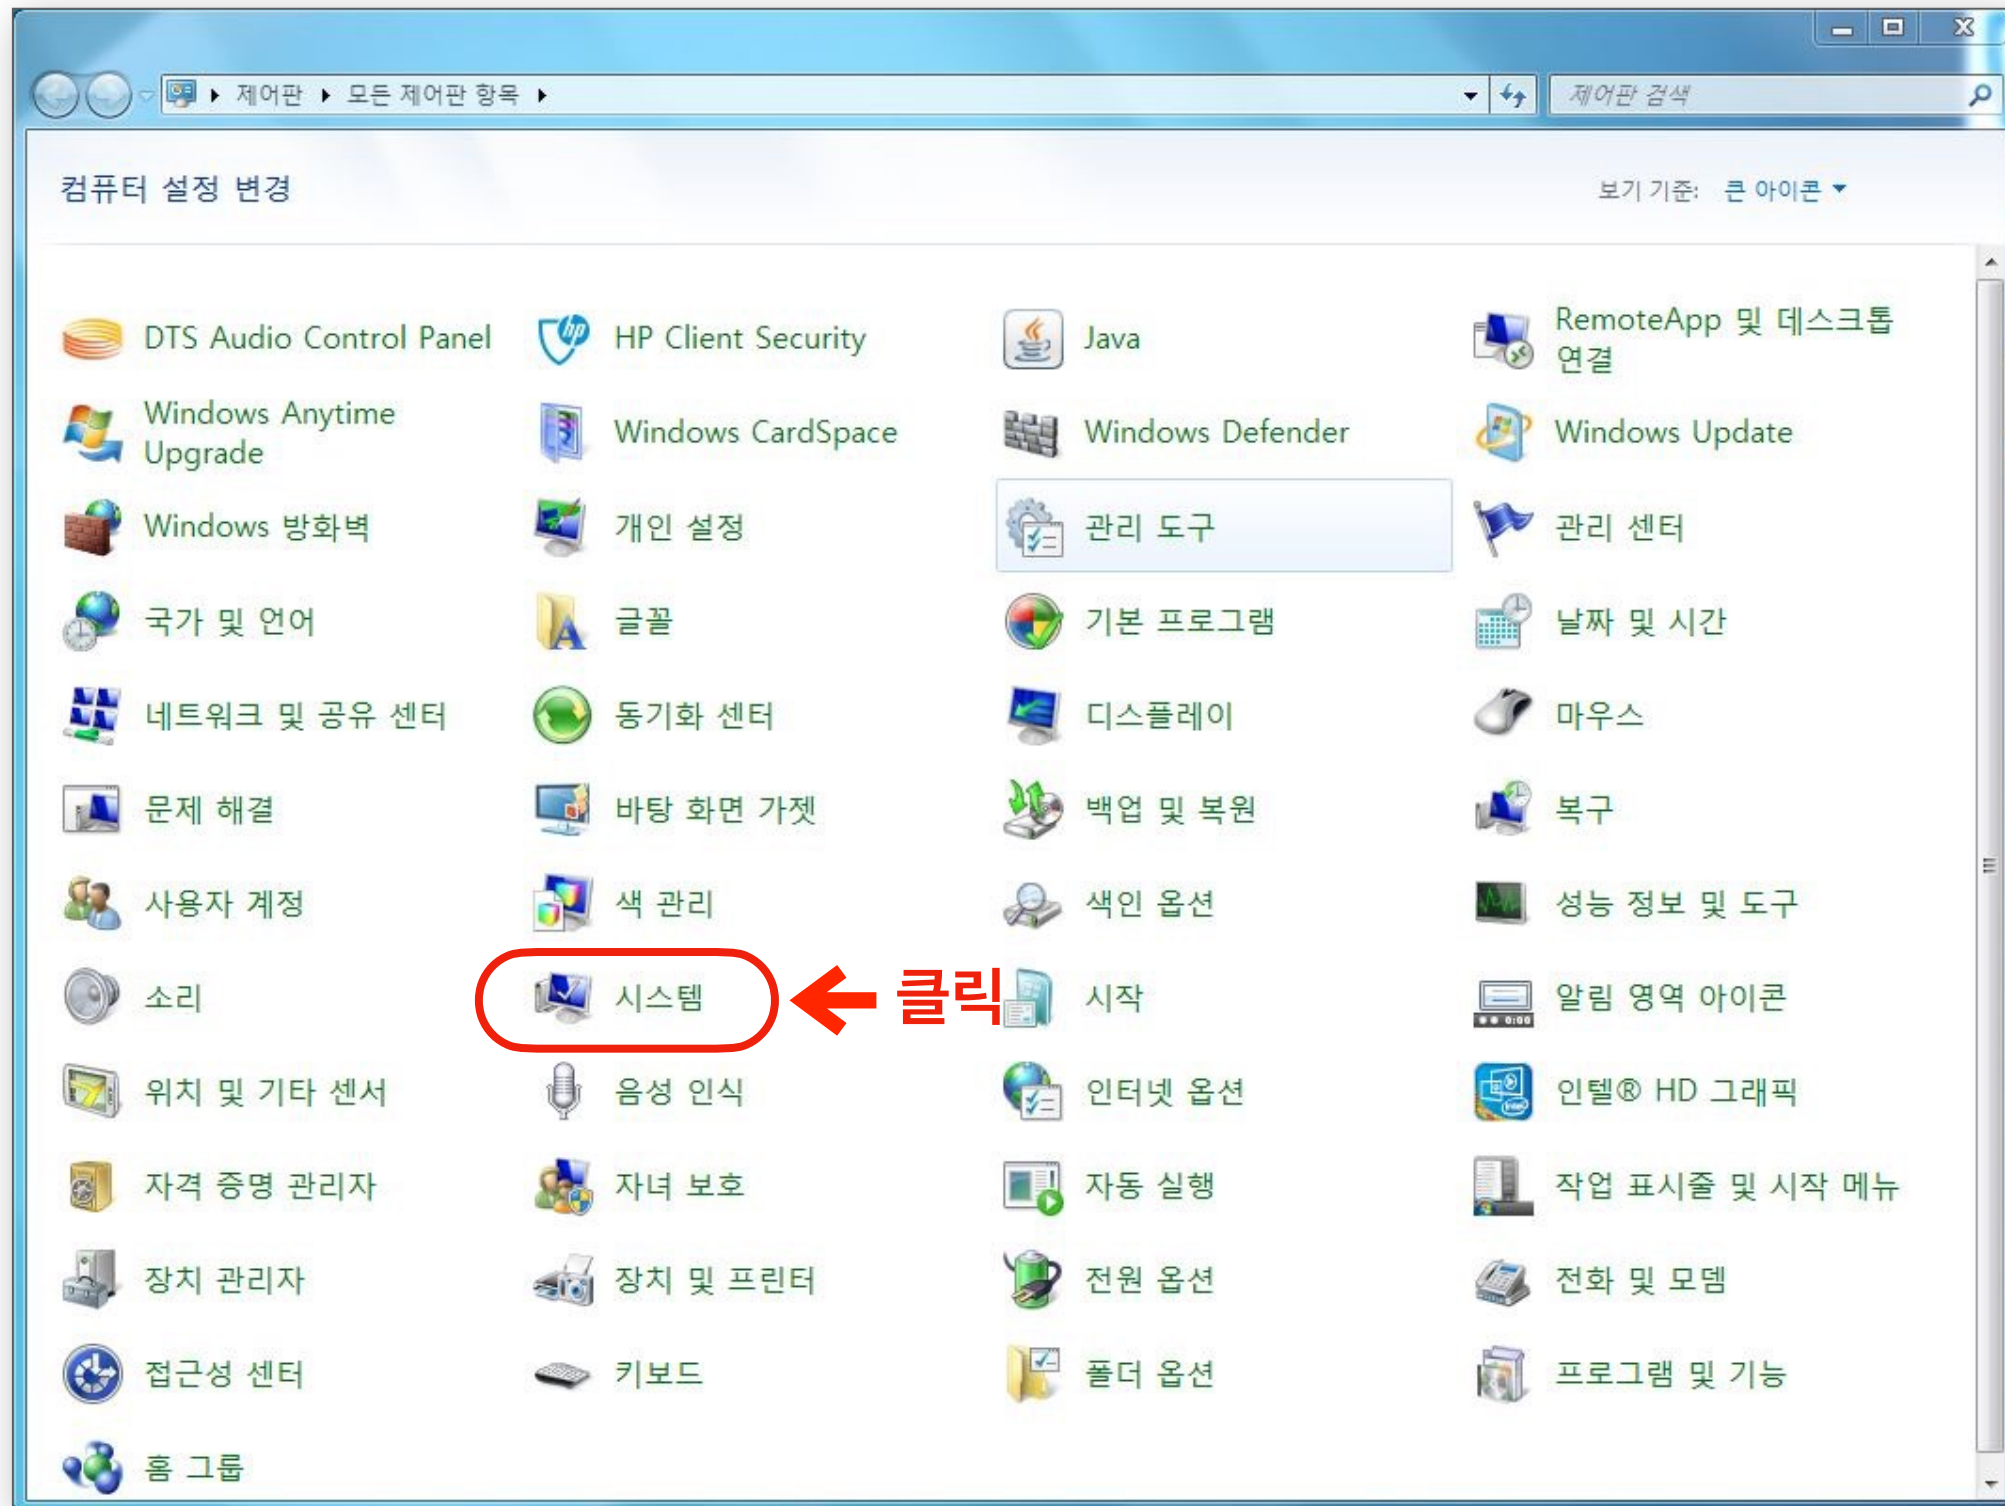 제어판 ▸ 모든 제어판 항목 ▸
제어판 검색
컴퓨터 설정 변경
보기 기준: 큰 아이콘
DTS Audio Control Panel
HP Client Security
Java
RemoteApp 및 데스크톱
연결
Windows Anytime
Upgrade
Windows CardSpace
Windows Defender
Windows Update
Windows 방화벽
개인 설정
관리 도구
관리 센터
국가 및 언어
글꼴
기본 프로그램
날짜 및 시간
네트워크 및 공유 센터
동기화 센터
디스플레이
마우스
문제 해결
바탕 화면 가젯
백업 및 복원
복구
사용자 계정
색 관리
색인 옵션
성능 정보 및 도구
소리
시스템
클릭
시작
알림 영역 아이콘
위치 및 기타 센서
음성 인식
인터넷 옵션
인텔® HD 그래픽
자격 증명 관리자
자녀 보호
자동 실행
작업 표시줄 및 시작 메뉴
장치 관리자
장치 및 프린터
전원 옵션
전화 및 모뎀
접근성 센터
키보드
폴더 옵션
프로그램 및 기능
홈 그룹